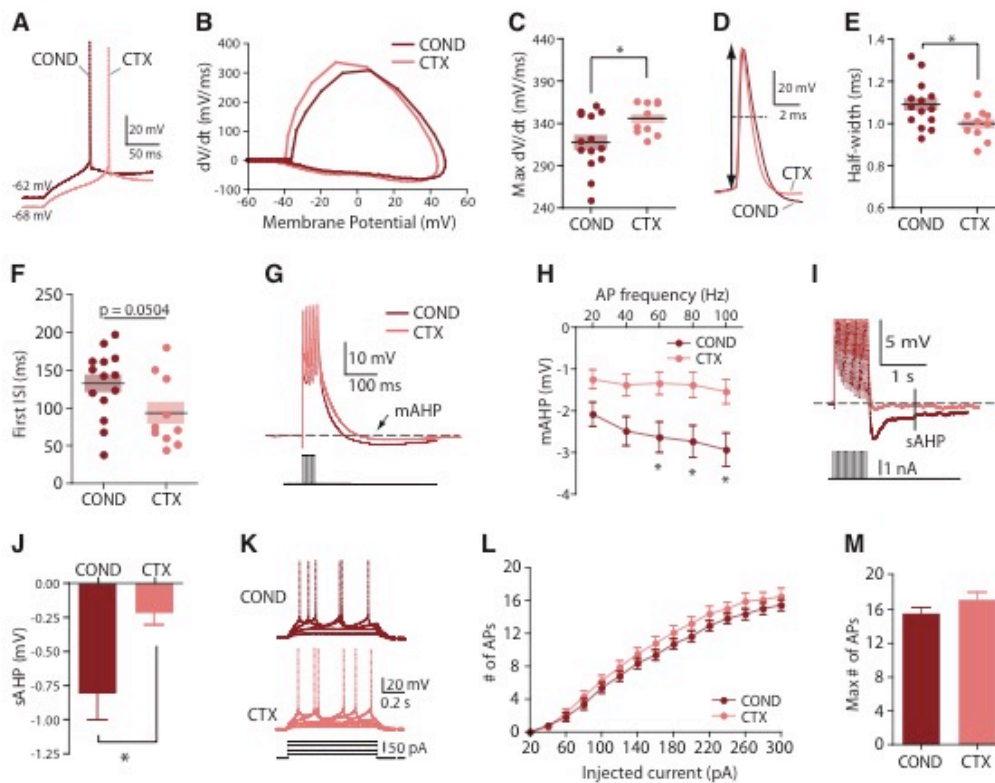 A
COND
CTX
20 mV
50 ms
-62 mV
-68 mV
B
COND
CTX
dV/dt (mV/ms)
400
300
200
100
0
-100
-60 -40 -20 0 20 40 60
Membrane Potential (mV)
C
Max dV/dt (mV/ms)
440
400
360
320
280
240
*
COND CTX
D
20 mV
2 ms
CTX
COND
E
Half-width (ms)
1.4
1.2
1.0
0.8
0.6
*
COND CTX
F
First ISI (ms)
250
200
150
100
50
0
p = 0.0504
COND CTX
G
COND
CTX
10 mV
100 ms
mAHP
H
AP frequency (Hz)
20 40 60 80 100
mAHP (mV)
-1
-2
-3
-4
COND
CTX
* * *
I
5 mV
1 s
sAHP
1 nA
J
COND CTX
sAHP (mV)
0.00
-0.25
-0.50
-0.75
-1.00
-1.25
*
K
COND
CTX
20 mV
0.2 s
50 pA
L
# of APs
20
16
12
8
4
0
COND
CTX
20 60 100 140 180 220 260 300
Injected current (pA)
M
Max # of APs
20
16
12
8
4
0
COND CTX